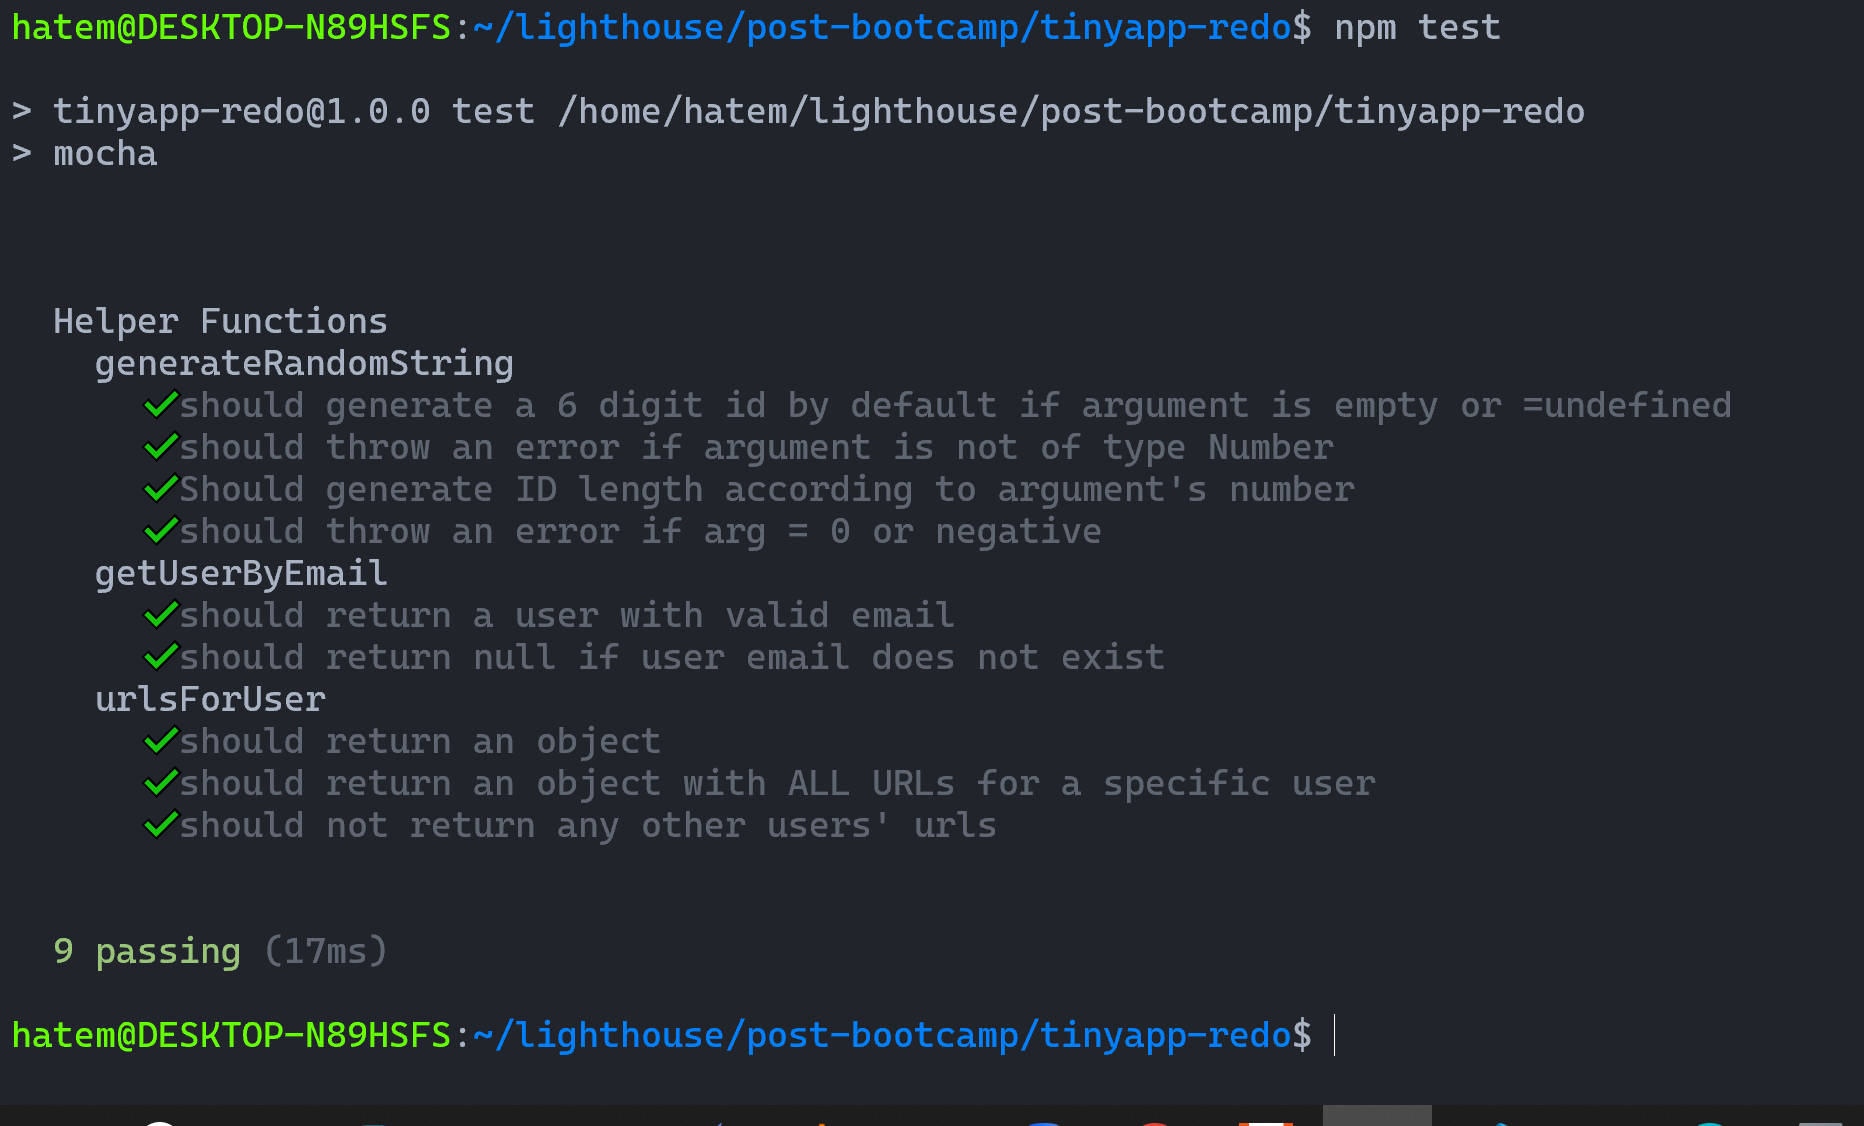 hatem@DESKTOP-N89HSFS:~/lighthouse/post-bootcamp/tinyapp-redo$ npm test
> tinyapp-redo@1.0.0 test /home/hatem/lighthouse/post-bootcamp/tinyapp-redo
> mocha
Helper Functions
generateRandomString
✔should generate a 6 digit id by default if argument is empty or =undefined
✔should throw an error if argument is not of type Number
✔Should generate ID length according to argument's number
✔should throw an error if arg = 0 or negative
getUserByEmail
✔should return a user with valid email
✔should return null if user email does not exist
urlsForUser
✔should return an object
✔should return an object with ALL URLs for a specific user
✔should not return any other users' urls
9 passing (17ms)
hatem@DESKTOP-N89HSFS:~/lighthouse/post-bootcamp/tinyapp-redo$